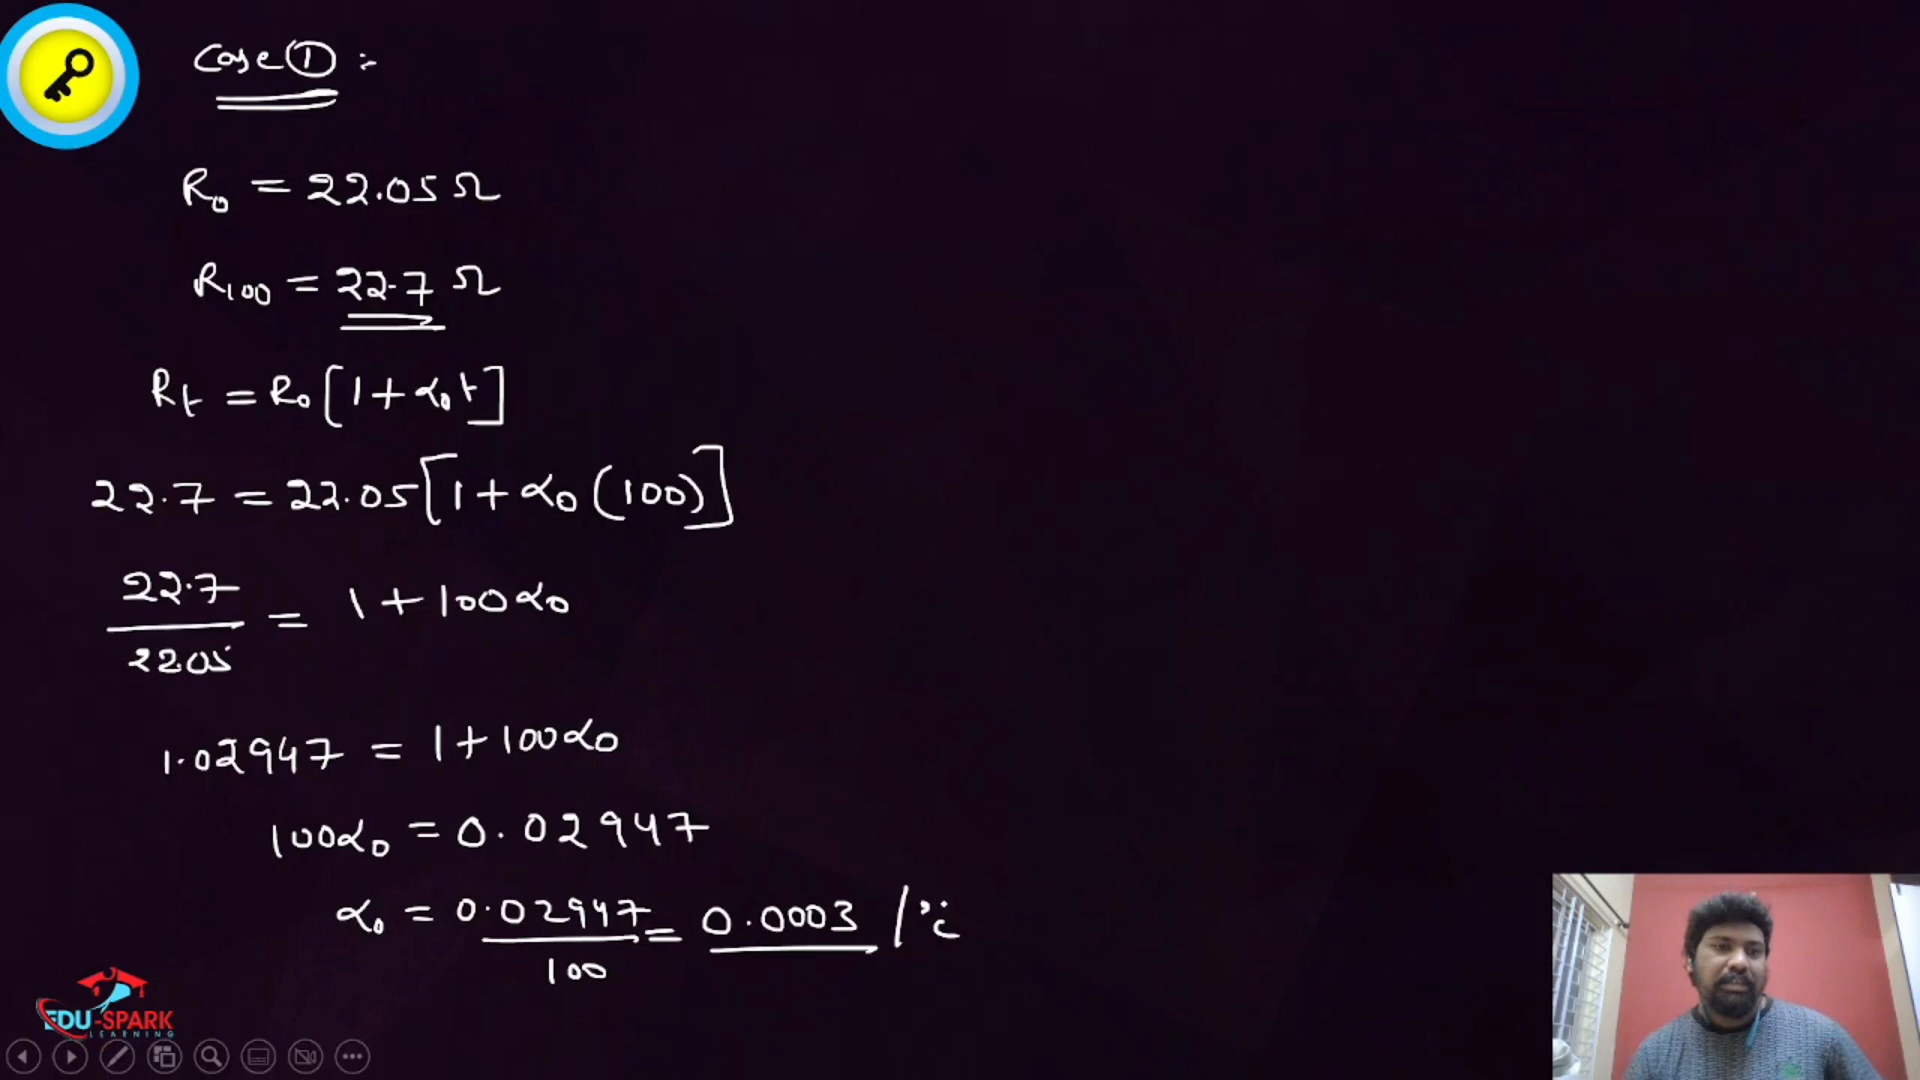 Case ① :-
R₀ = 22.05 Ω
R₁₀₀ = 22.7 Ω
Rt = R₀ [1 + α₀t]
22.7 = 22.05 [1 + α₀ (100)]
22.7 / 22.05 = 1 + 100α₀
1.02947 = 1 + 100α₀
100α₀ = 0.02947
α₀ = 0.02947 / 100 = 0.0003 /°C
EDU-SPARK
LEARNING